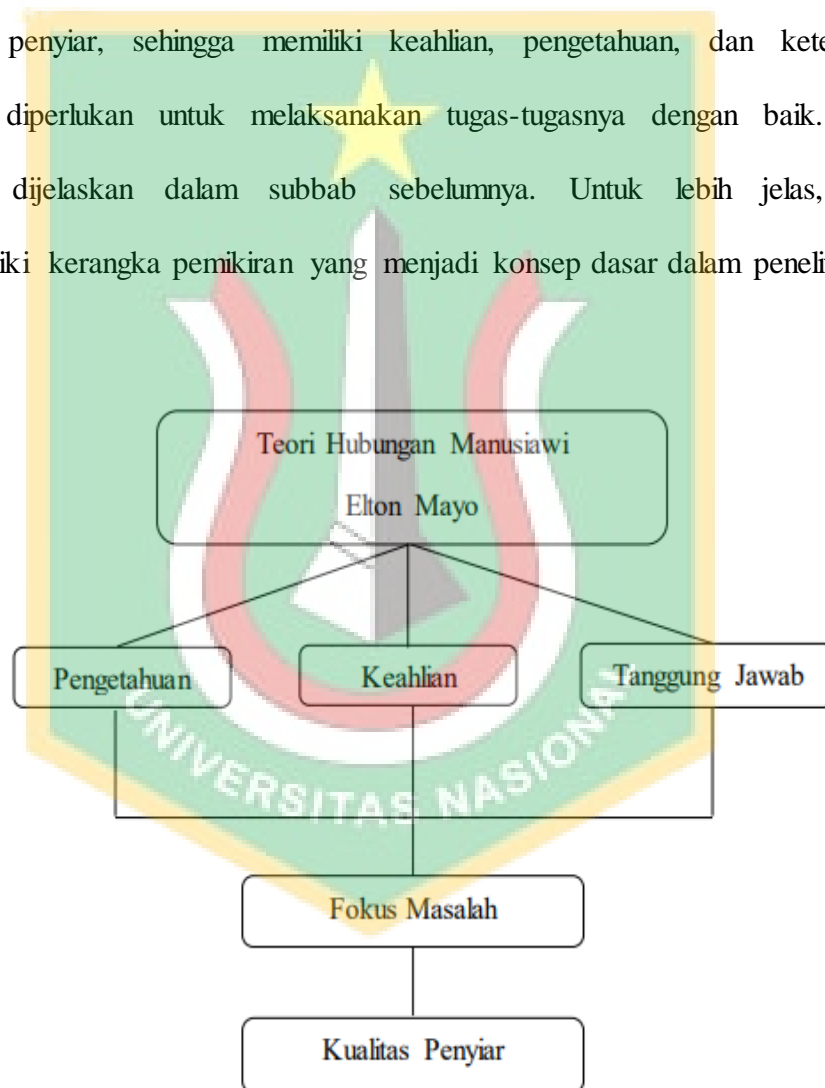 penyiar, sehingga memiliki keahlian, pengetahuan, dan
diperlukan untuk melaksanakan tugas-tugasnya dengan baik.
dijelaskan dalam subbab sebelumnya. Untuk lebih jelas,
kerangka pemikiran yang menjadi konsep dasar dalam
Teori Hubungan Manusiawi
Elton Mayo
Pengetahuan
Keahlian
Tanggung Jawab
UNIVERSITAS NASIONAL
Fokus Masalah
Kualitas Penyiar